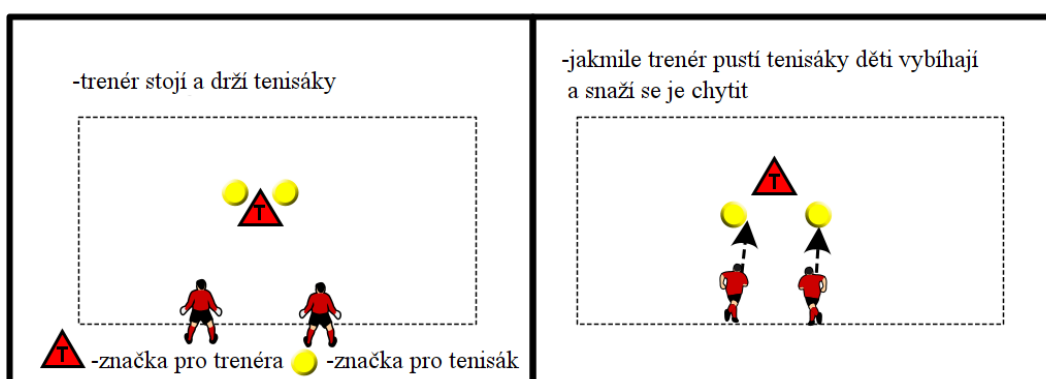 -trenér stojí a drží tenisáky
T
T -značka pro trenéra -značka pro tenisák
-jakmile trenér pustí tenisáky děti vybíhají
a snaží se je chytit
T